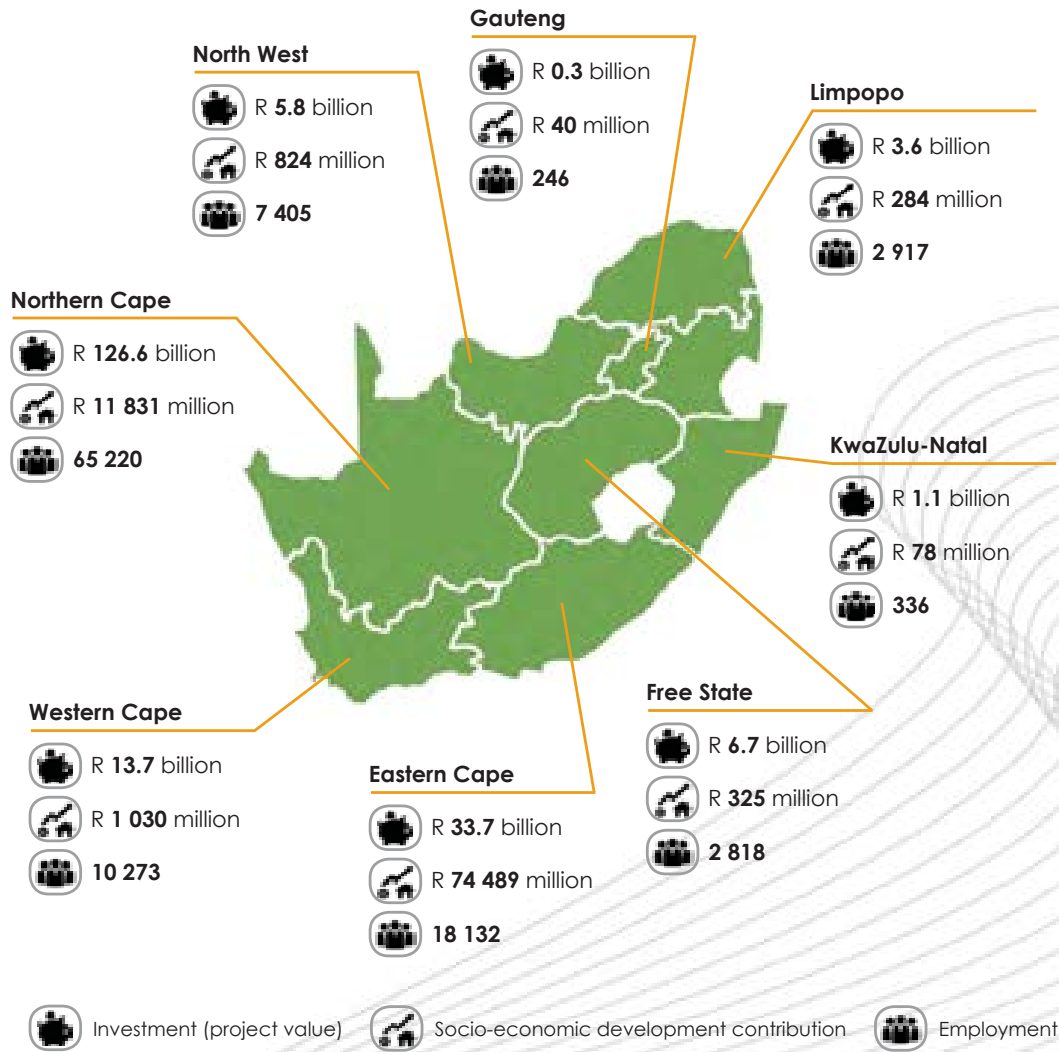 Gauteng
R 0.3 billion
R 40 million
246
North West
R 5.8 billion
R 824 million
7 405
Limpopo
R 3.6 billion
R 284 million
2 917
Northern Cape
R 126.6 billion
R 11 831 million
65 220
KwaZulu-Natal
R 1.1 billion
R 78 million
336
Western Cape
R 13.7 billion
R 1 030 million
10 273
Eastern Cape
R 33.7 billion
R 74 489 million
18 132
Free State
R 6.7 billion
R 325 million
2 818
Investment (project value) Socio-economic development contribution Employment